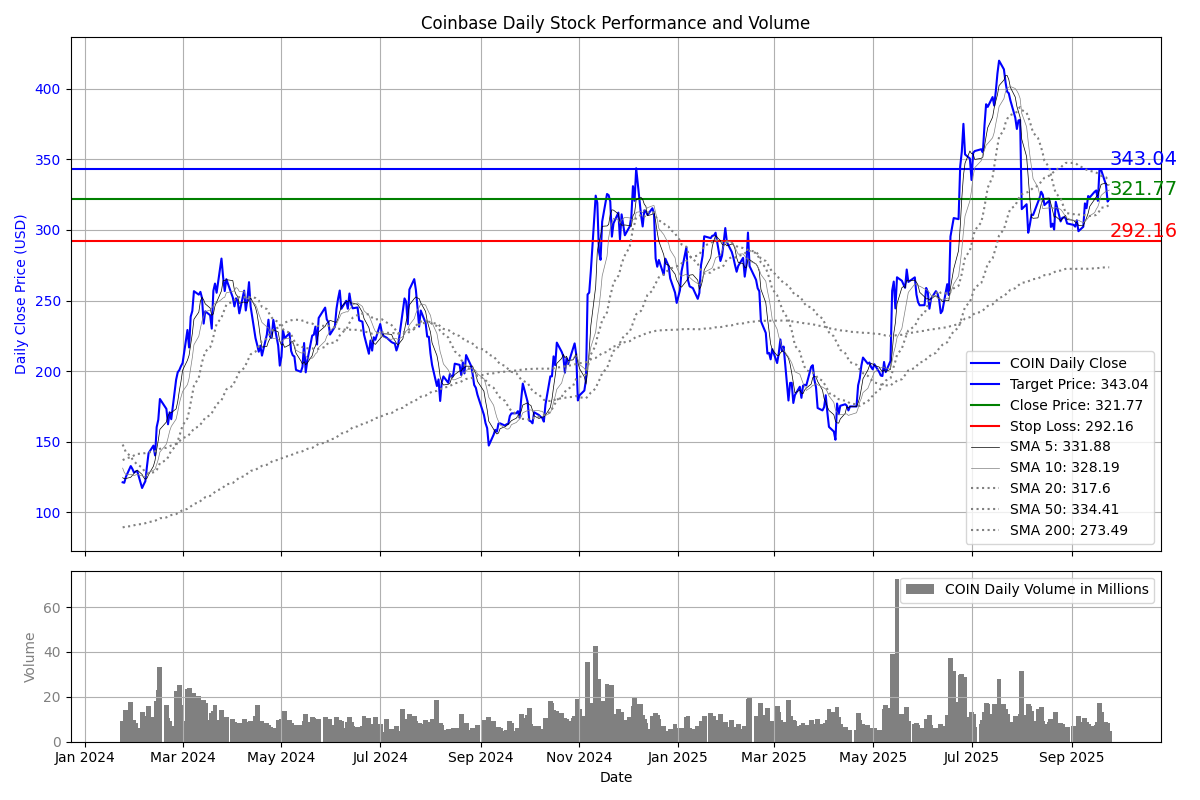 Coinbase Daily Stock Performance and Volume
Daily Close Price (USD)
400
350
300
250
200
150
100
343.04
321.77
292.16
COIN Daily Close
Target Price: 343.04
Close Price: 321.77
Stop Loss: 292.16
SMA 5: 331.88
SMA 10: 328.19
SMA 20: 317.6
SMA 50: 334.41
SMA 200: 273.49
Volume
60
40
20
0
COIN Daily Volume in Millions
Jan 2024
Mar 2024
May 2024
Jul 2024
Sep 2024
Nov 2024
Jan 2025
Mar 2025
May 2025
Jul 2025
Sep 2025
Date